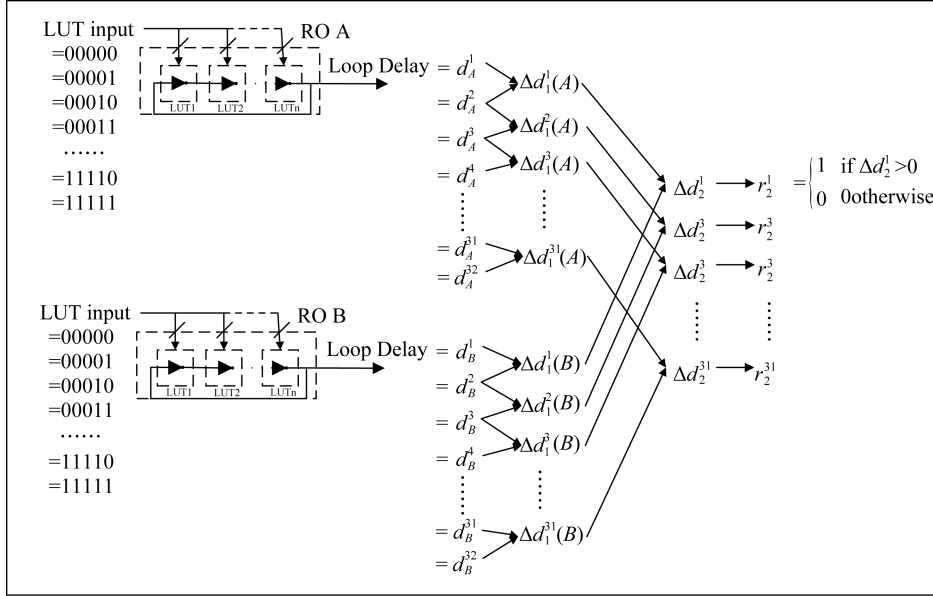 LUT input
=00000
=00001
=00010
=00011
......
=11110
=11111
RO A
LUT1 LUT2 LUTn
Loop Delay
= d_A^1
= d_A^2
= d_A^3
= d_A^4
= d_A^31
= d_A^32
Δd_1^1(A)
Δd_1^2(A)
Δd_1^3(A)
Δd_1^31(A)
LUT input
=00000
=00001
=00010
=00011
......
=11110
=11111
RO B
LUT1 LUT2 LUTn
Loop Delay
= d_B^1
= d_B^2
= d_B^3
= d_B^4
= d_B^31
= d_B^32
Δd_1^1(B)
Δd_1^2(B)
Δd_1^3(B)
Δd_1^31(B)
Δd_2^1 r_2^1 = { 1 if Δd_2^1>0
0 0otherwise
Δd_2^3 r_2^3
Δd_2^3 r_2^3
Δd_2^31 r_2^31